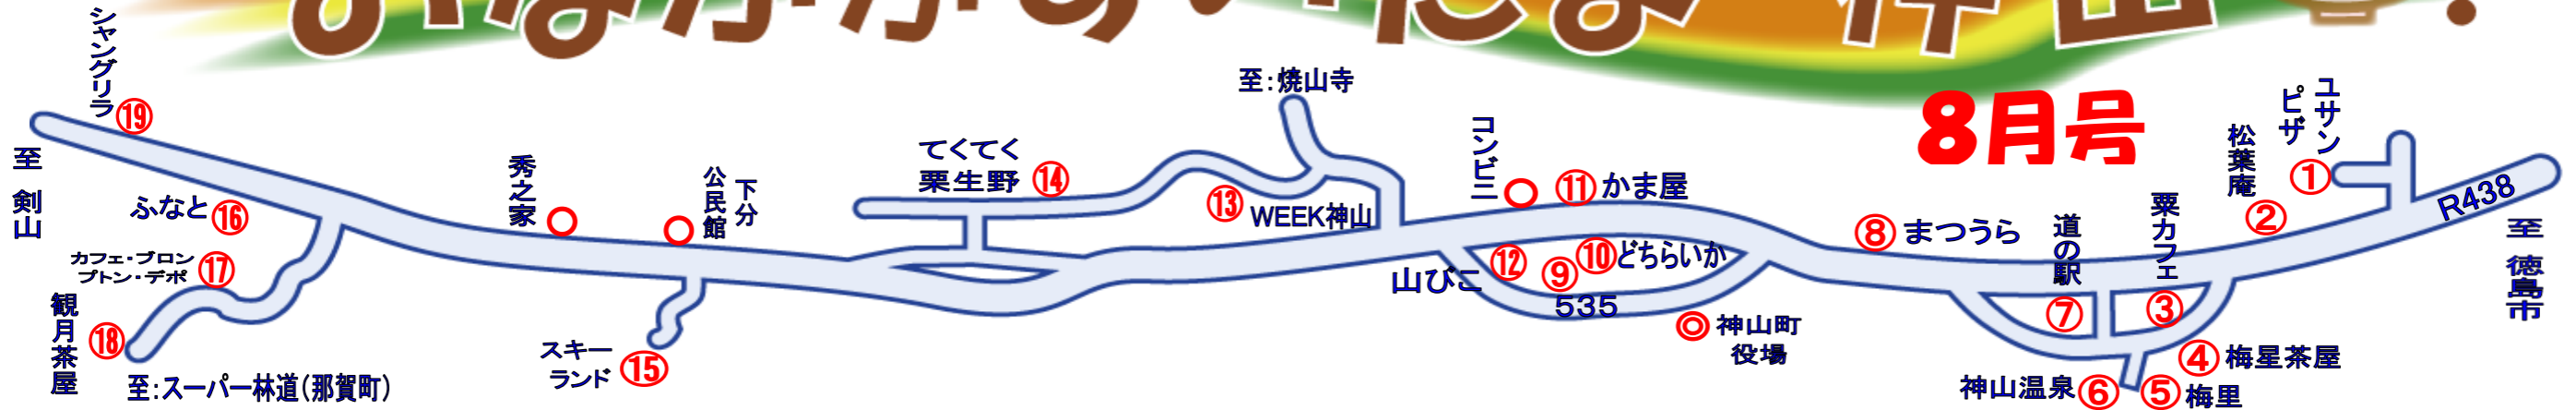 8月号
シャングリラ
⑲
至 剣山
ふなと
⑯
カフェ・ブロン
プトン・デポ
⑰
観月茶屋
⑱
至:スーパー林道(那賀町)
秀之家
下分
公民館
スキー
ランド
⑮
てくてく
粟生野
⑭
至:焼山寺
⑬
WEEK神山
コンビニ
⑪
かま屋
山びこ
⑫
⑨
⑩
どちらいか
535
神山町
役場
⑧
まつうら
道の駅
⑦
粟カフェ
③
④
梅星茶屋
神山温泉
⑥
⑤
梅里
松葉庵
②
ユサン
ピザ
①
R438
至 徳島市